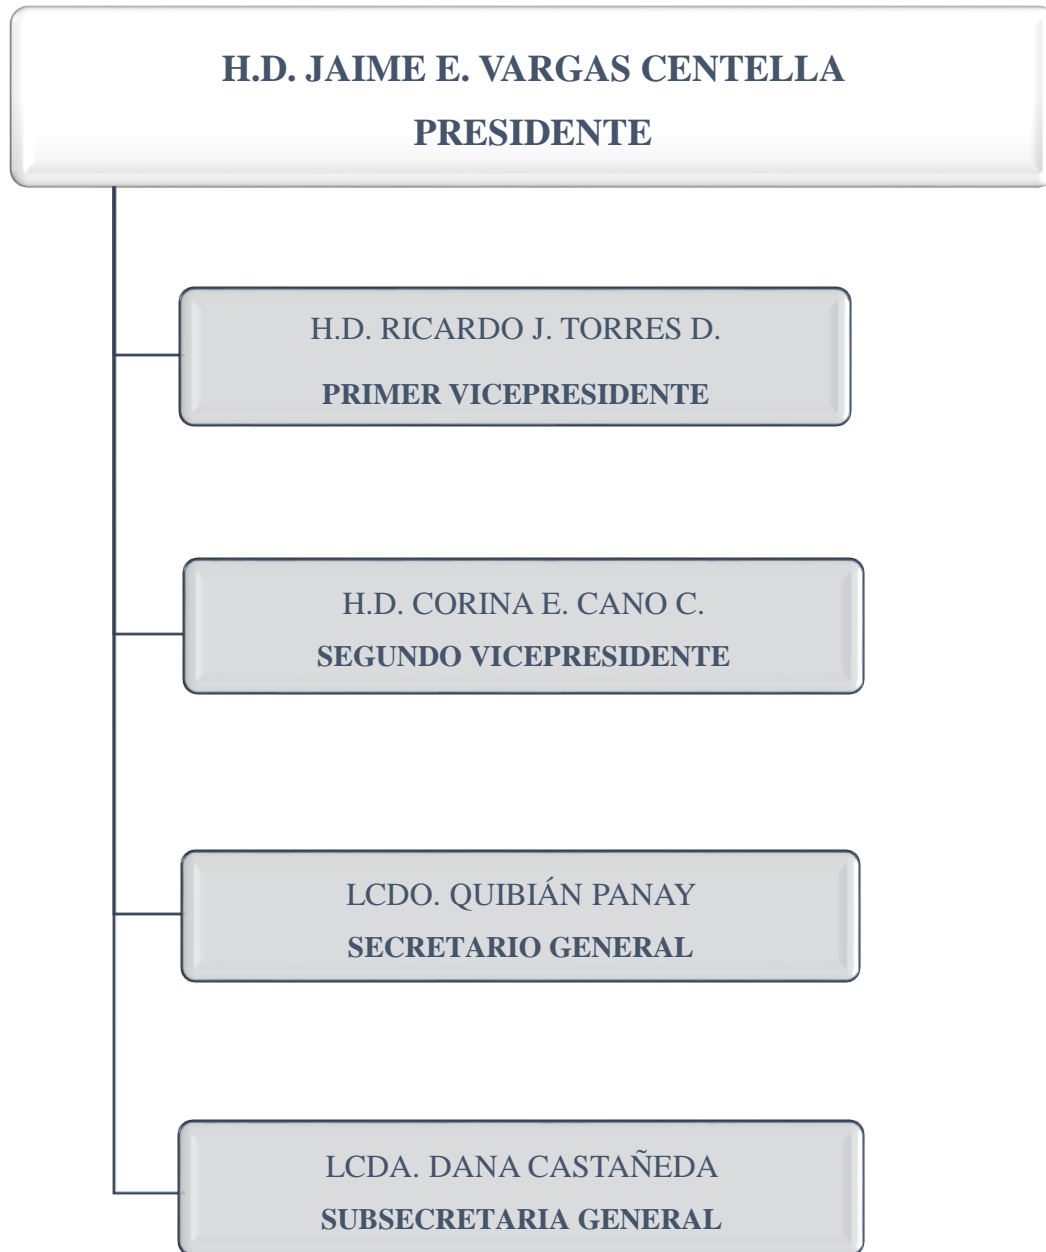 H.D. JAIME E. VARGAS CENTELLA
PRESIDENTE
H.D. RICARDO J. TORRES D.
PRIMER VICEPRESIDENTE
H.D. CORINA E. CANO C.
SEGUNDO VICEPRESIDENTE
LCDO. QUIBIÁN PANAY
SECRETARIO GENERAL
LCDA. DANA CASTAÑEDA
SUBSECRETARIA GENERAL